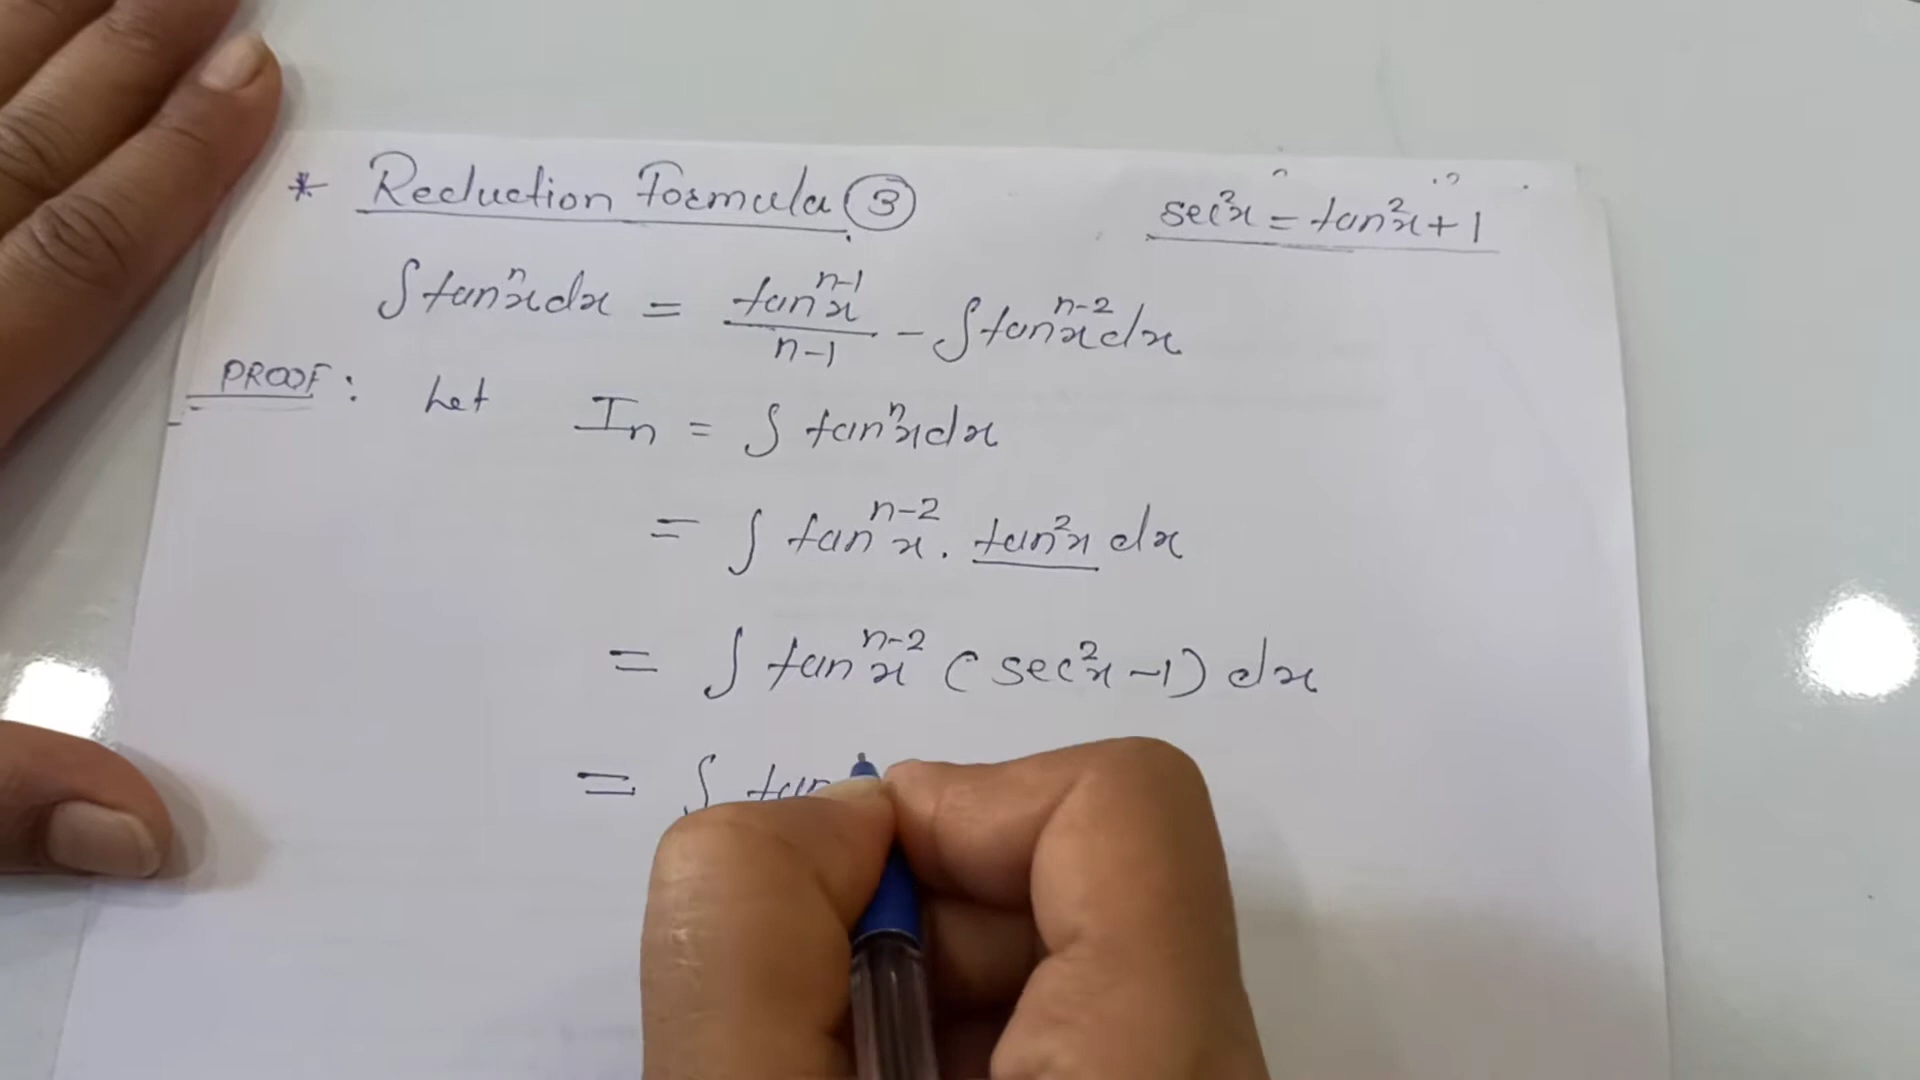 * Reduction Formula ③
sec²x = tan²x + 1
∫ tanⁿx dx = tanⁿ⁻¹x / n-1 - ∫ tanⁿ⁻²x dx
PROOF : Let Iₙ = ∫ tanⁿx dx
= ∫ tanⁿ⁻²x . tan²x dx
= ∫ tanⁿ⁻²x (sec²x - 1) dx
= ∫ tan